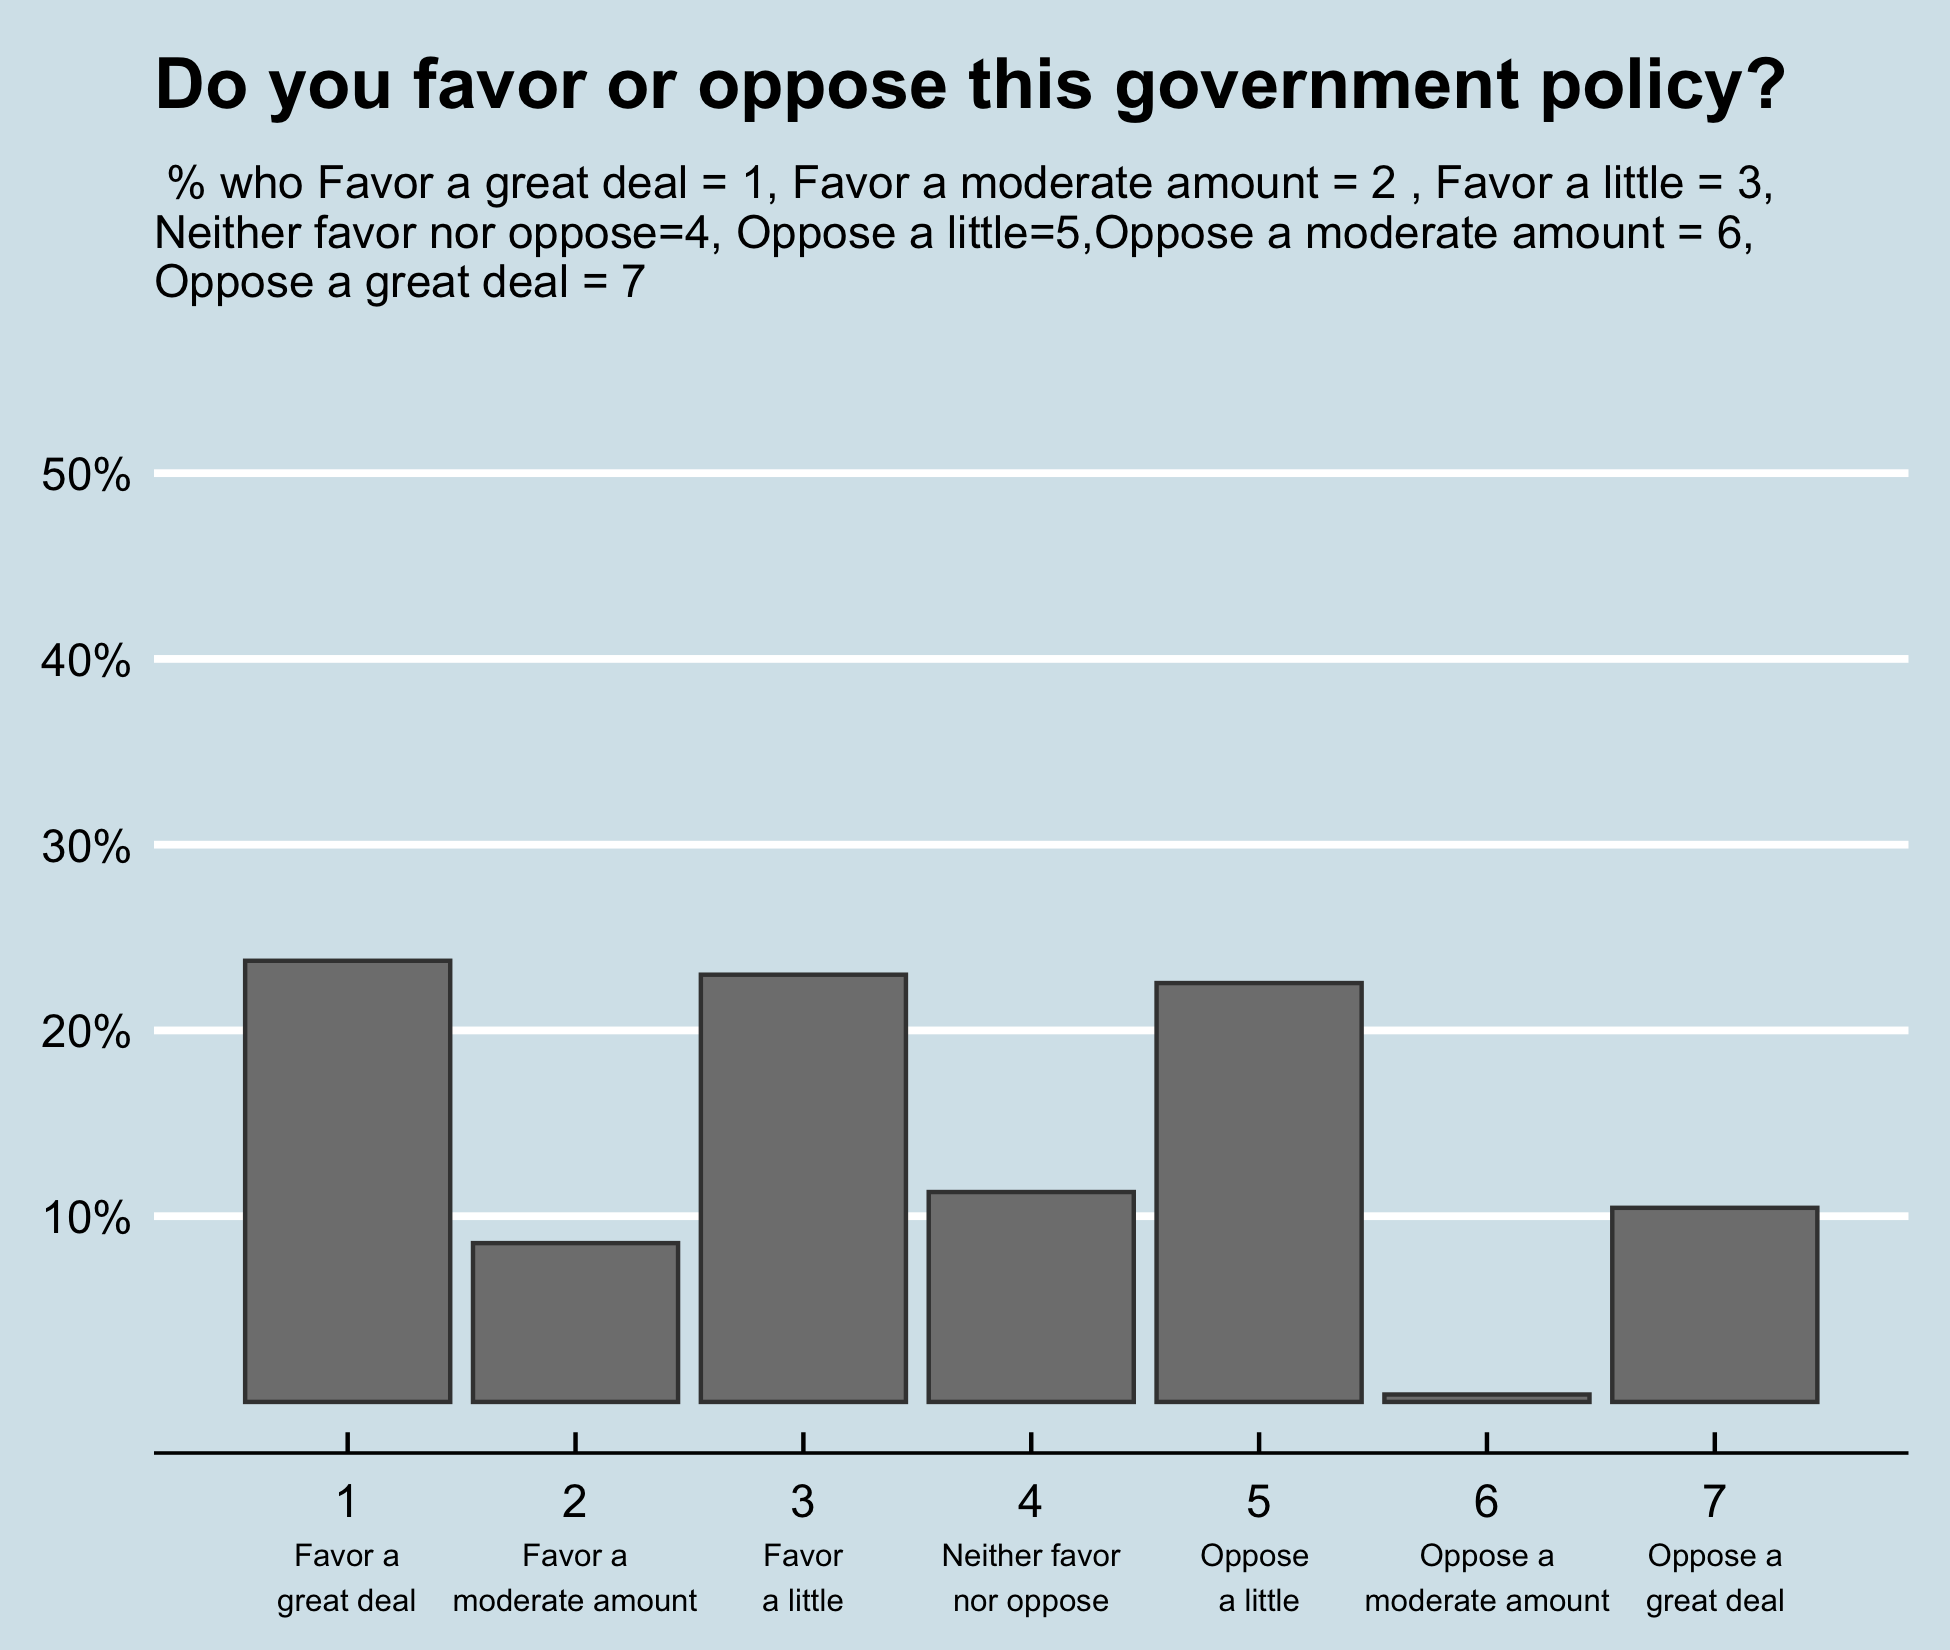 Do you favor or oppose this government policy?
% who Favor a great deal = 1, Favor a moderate amount = 2 , Favor a little = 3,
Neither favor nor oppose=4, Oppose a little=5,Oppose a moderate amount = 6,
Oppose a great deal = 7
50%
40%
30%
20%
10%
1 2 3 4 5 6 7
Favor a Favor a Favor Neither favor Oppose Oppose a Oppose a
great deal moderate amount a little nor oppose a little moderate amount great deal